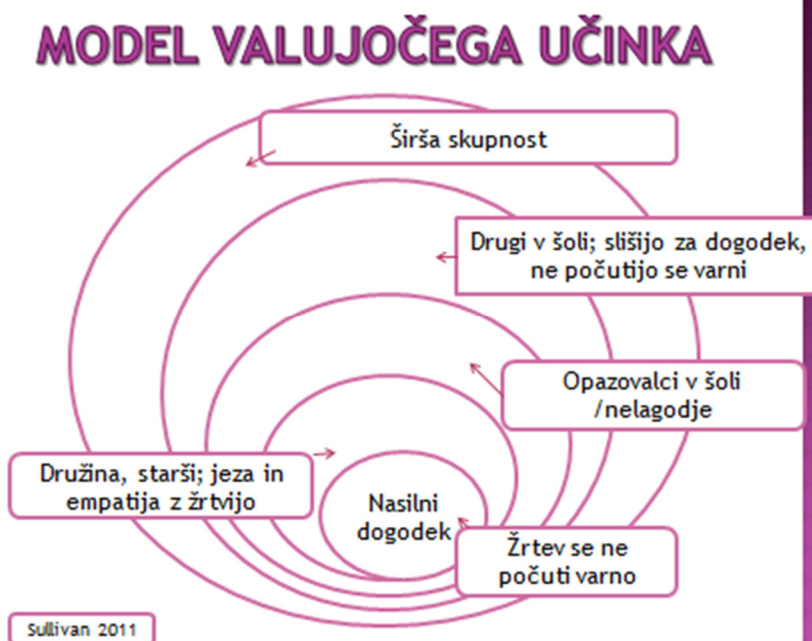 MODEL VALUJOČEGA UČINKA
Širša skupnost
Drugi v šoli; slišijo za dogodek,
ne počutijo se varni
Opazovalci v šoli
/nelagodje
Družina, starši; jeza in
empatija z žrtvijo
Nasilni
dogodek
Žrtev se ne
počuti varno
Sullivan 2011